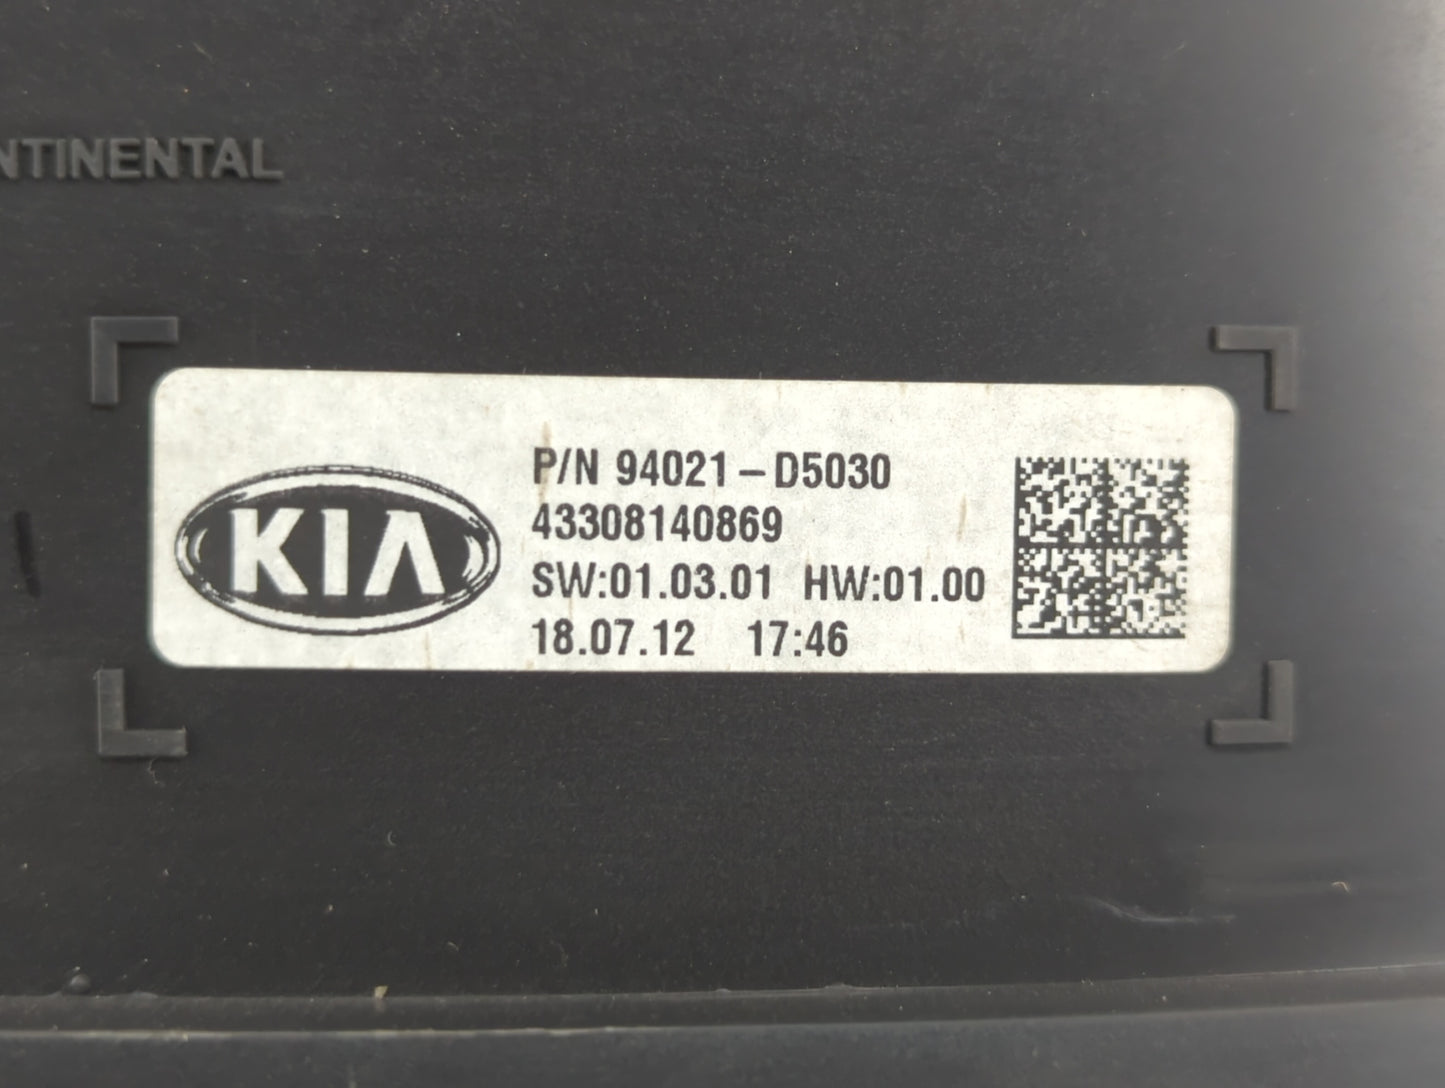 NTINENTAL
KIA
P/N 94021-D5030
43308140869
SW:01.03.01 HW:01.00
18.07.12 17:46